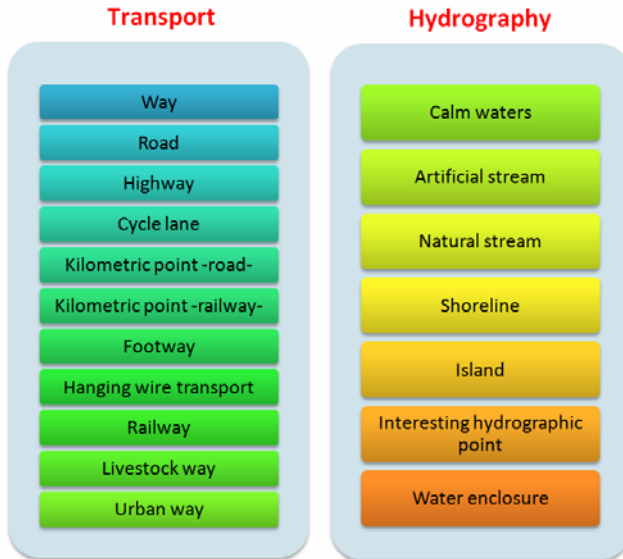 Transport
Way
Road
Highway
Cycle lane
Kilometric point -road-
Kilometric point -railway-
Footway
Hanging wire transport
Railway
Livestock way
Urban way
Hydrography
Calm waters
Artificial stream
Natural stream
Shoreline
Island
Interesting hydrographic
point
Water enclosure